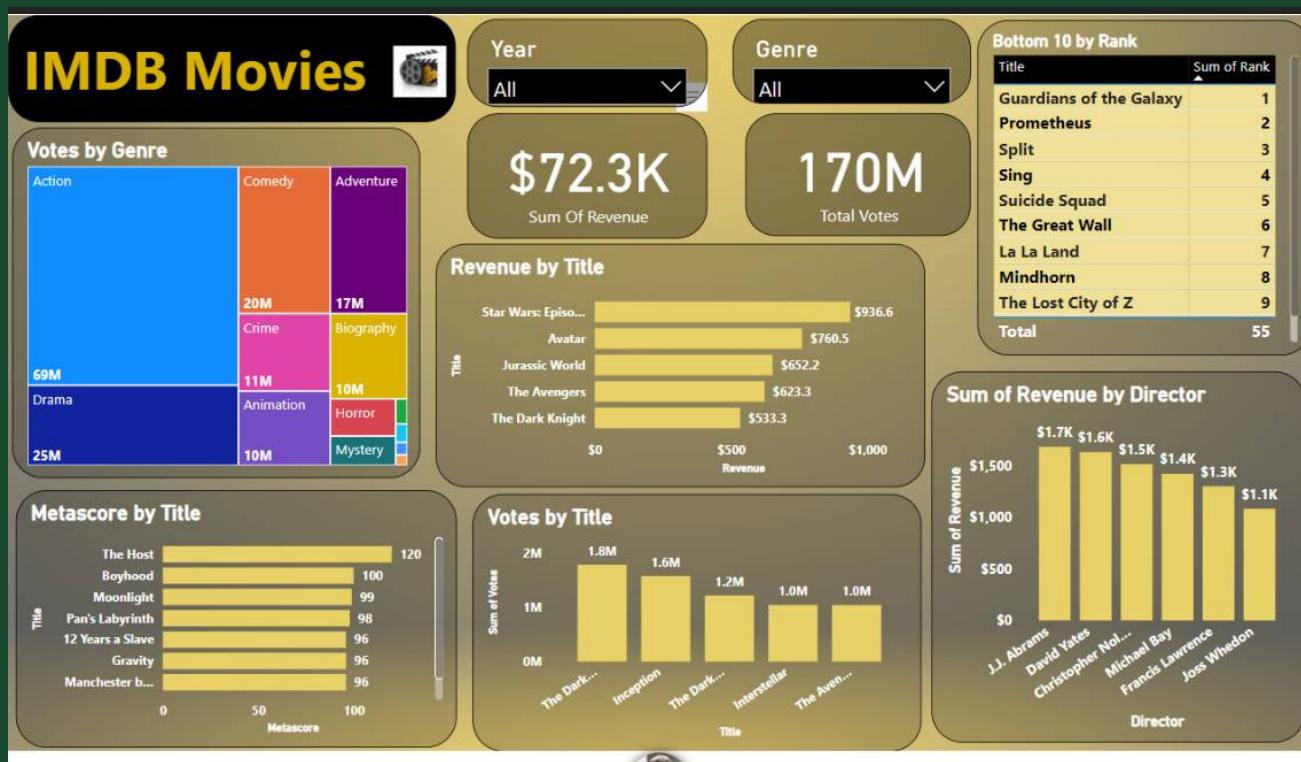 IMDB Movies
Year
All
Genre
All
Bottom 10 by Rank
Title Sum of Rank
Guardians of the Galaxy 1
Prometheus 2
Split 3
Sing 4
Suicide Squad 5
The Great Wall 6
La La Land 7
Mindhorn 8
The Lost City of Z 9
Total 55
Votes by Genre
Action
69M
Drama
25M
Comedy
20M
Adventure
17M
Crime
11M
Biography
10M
Animation
10M
Horror
Mystery
$72.3K
Sum Of Revenue
170M
Total Votes
Revenue by Title
Title
Star Wars: Episo... $936.6
Avatar $760.5
Jurassic World $652.2
The Avengers $623.3
The Dark Knight $533.3
$0 $500 $1,000
Revenue
Sum of Revenue by Director
Sum of Revenue
$1,500
$1,000
$500
$0
$1.7K $1.6K $1.5K $1.4K $1.3K $1.1K
J.J. Abrams David Yates Christopher Nol... Michael Bay Francis Lawrence Joss Whedon
Director
Metascore by Title
Title
The Host 120
Boyhood 100
Moonlight 99
Pan's Labyrinth 98
12 Years a Slave 96
Gravity 96
Manchester b... 96
0 50 100
Metascore
Votes by Title
Sum of Votes
2M
1M
0M
1.8M 1.6M 1.2M 1.0M 1.0M
The Dark... Inception The Dark... Interstellar The Aven...
Title